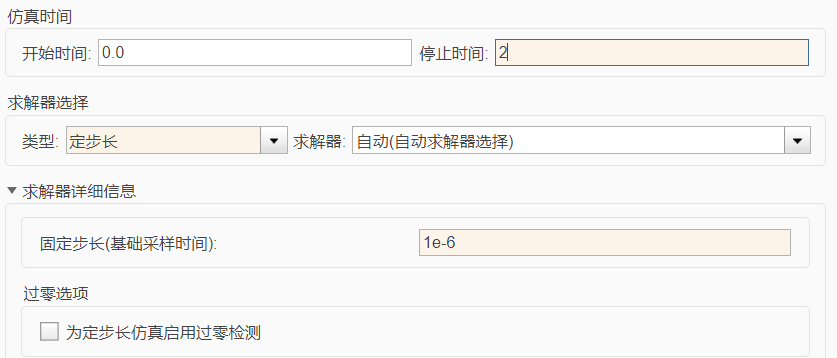 仿真时间
开始时间: 0.0 停止时间: 2
求解器选择
类型: 定步长 求解器: 自动(自动求解器选择)
求解器详细信息
固定步长(基础采样时间): 1e-6
过零选项
为定步长仿真启用过零检测